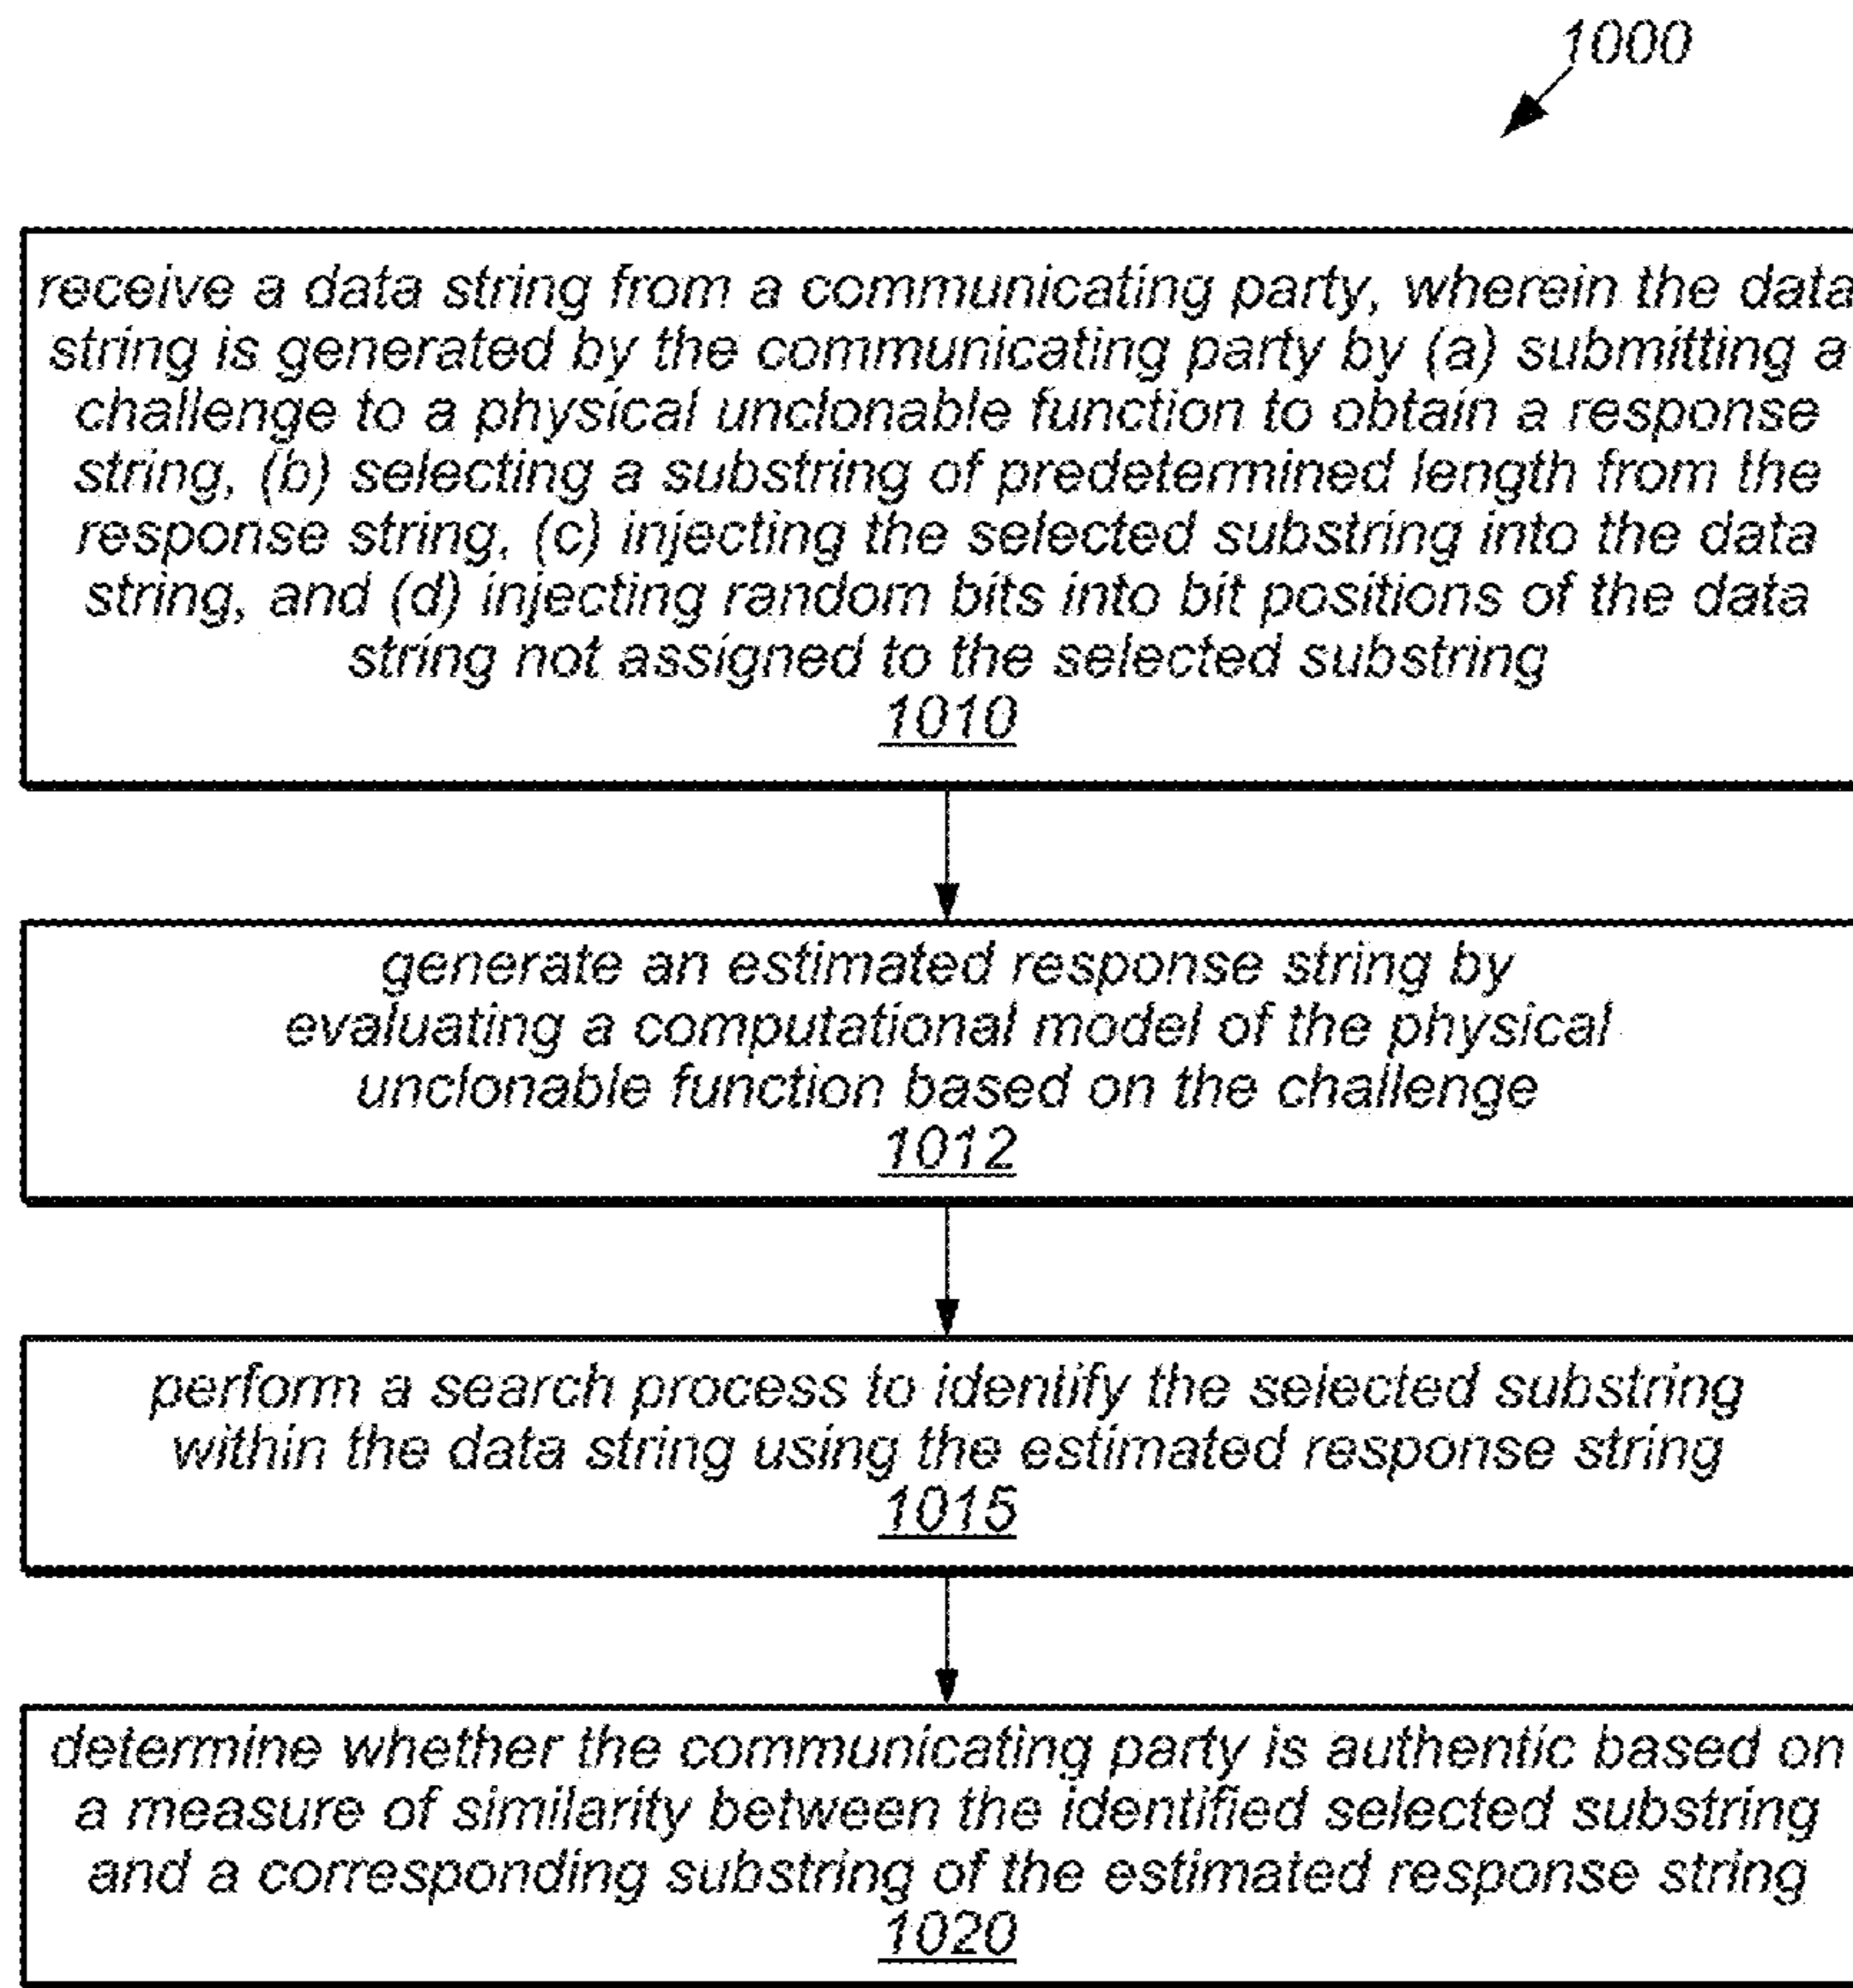 1000
receive a data string from a communicating party, wherein the data
string is generated by the communicating party by (a) submitting a
challenge to a physical unclonable function to obtain a response
string, (b) selecting a substring of predetermined length from the
response string, (c) injecting the selected substring into the data
string, and (d) injecting random bits into bit positions of the data
string not assigned to the selected substring
1010
generate an estimated response string by
evaluating a computational model of the physical
unclonable function based on the challenge
1012
perform a search process to identify the selected substring
within the data string using the estimated response string
1015
determine whether the communicating party is authentic based on
a measure of similarity between the identified selected substring
and a corresponding substring of the estimated response string
1020